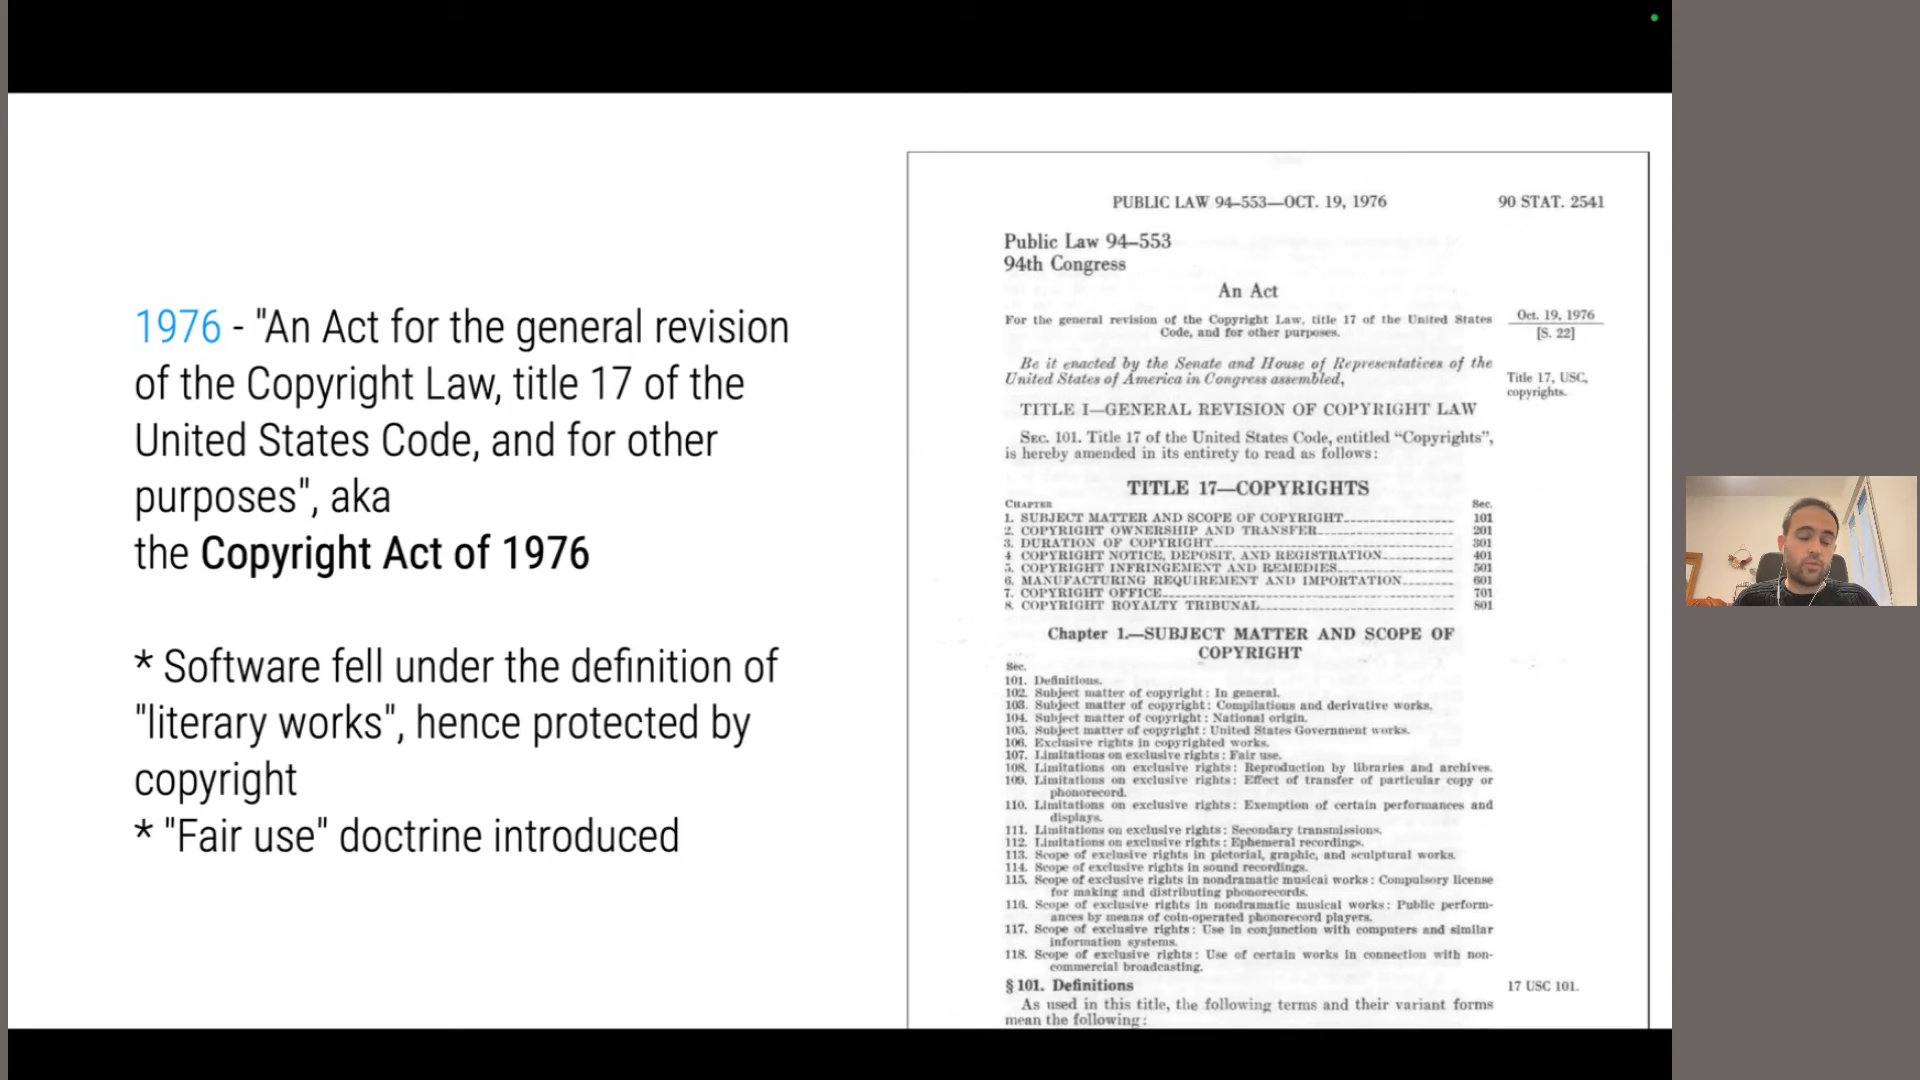 1976 - "An Act for the general revision
of the Copyright Law, title 17 of the
United States Code, and for other
purposes", aka
the Copyright Act of 1976
* Software fell under the definition of
"literary works", hence protected by
copyright
* "Fair use" doctrine introduced
PUBLIC LAW 94–553—OCT. 19, 1976 90 STAT. 2541
Public Law 94–553
94th Congress
An Act
For the general revision of the Copyright Law, title 17 of the United States
Code, and for other purposes.
Oct. 19, 1976
[S. 22]
Be it enacted by the Senate and House of Representatives of the
United States of America in Congress assembled,
Title 17, USC,
copyrights.
TITLE I—GENERAL REVISION OF COPYRIGHT LAW
SEC. 101. Title 17 of the United States Code, entitled “Copyrights”,
is hereby amended in its entirety to read as follows:
TITLE 17—COPYRIGHTS
CHAPTER Sec.
1. SUBJECT MATTER AND SCOPE OF COPYRIGHT 101
2. COPYRIGHT OWNERSHIP AND TRANSFER 201
3. DURATION OF COPYRIGHT 301
4. COPYRIGHT NOTICE, DEPOSIT, AND REGISTRATION 401
5. COPYRIGHT INFRINGEMENT AND REMEDIES 501
6. MANUFACTURING REQUIREMENT AND IMPORTATION 601
7. COPYRIGHT OFFICE 701
8. COPYRIGHT ROYALTY TRIBUNAL 801
Chapter 1.—SUBJECT MATTER AND SCOPE OF
COPYRIGHT
Sec.
101. Definitions.
102. Subject matter of copyright: In general.
103. Subject matter of copyright: Compilations and derivative works.
104. Subject matter of copyright: National origin.
105. Subject matter of copyright: United States Government works.
106. Exclusive rights in copyrighted works.
107. Limitations on exclusive rights: Fair use.
108. Limitations on exclusive rights: Reproduction by libraries and archives.
109. Limitations on exclusive rights: Effect of transfer of particular copy or
phonorecord.
110. Limitations on exclusive rights: Exemption of certain performances and
displays.
111. Limitations on exclusive rights: Secondary transmissions.
112. Limitations on exclusive rights: Ephemeral recordings.
113. Scope of exclusive rights in pictorial, graphic, and sculptural works.
114. Scope of exclusive rights in sound recordings.
115. Scope of exclusive rights in nondramatic musical works: Compulsory license
for making and distributing phonorecords.
116. Scope of exclusive rights in nondramatic musical works: Public perform-
ances by means of coin-operated phonorecord players.
117. Scope of exclusive rights: Use in conjunction with computers and similar
information systems.
118. Scope of exclusive rights: Use of certain works in connection with non-
commercial broadcasting.
§ 101. Definitions 17 USC 101.
As used in this title, the following terms and their variant forms
mean the following: